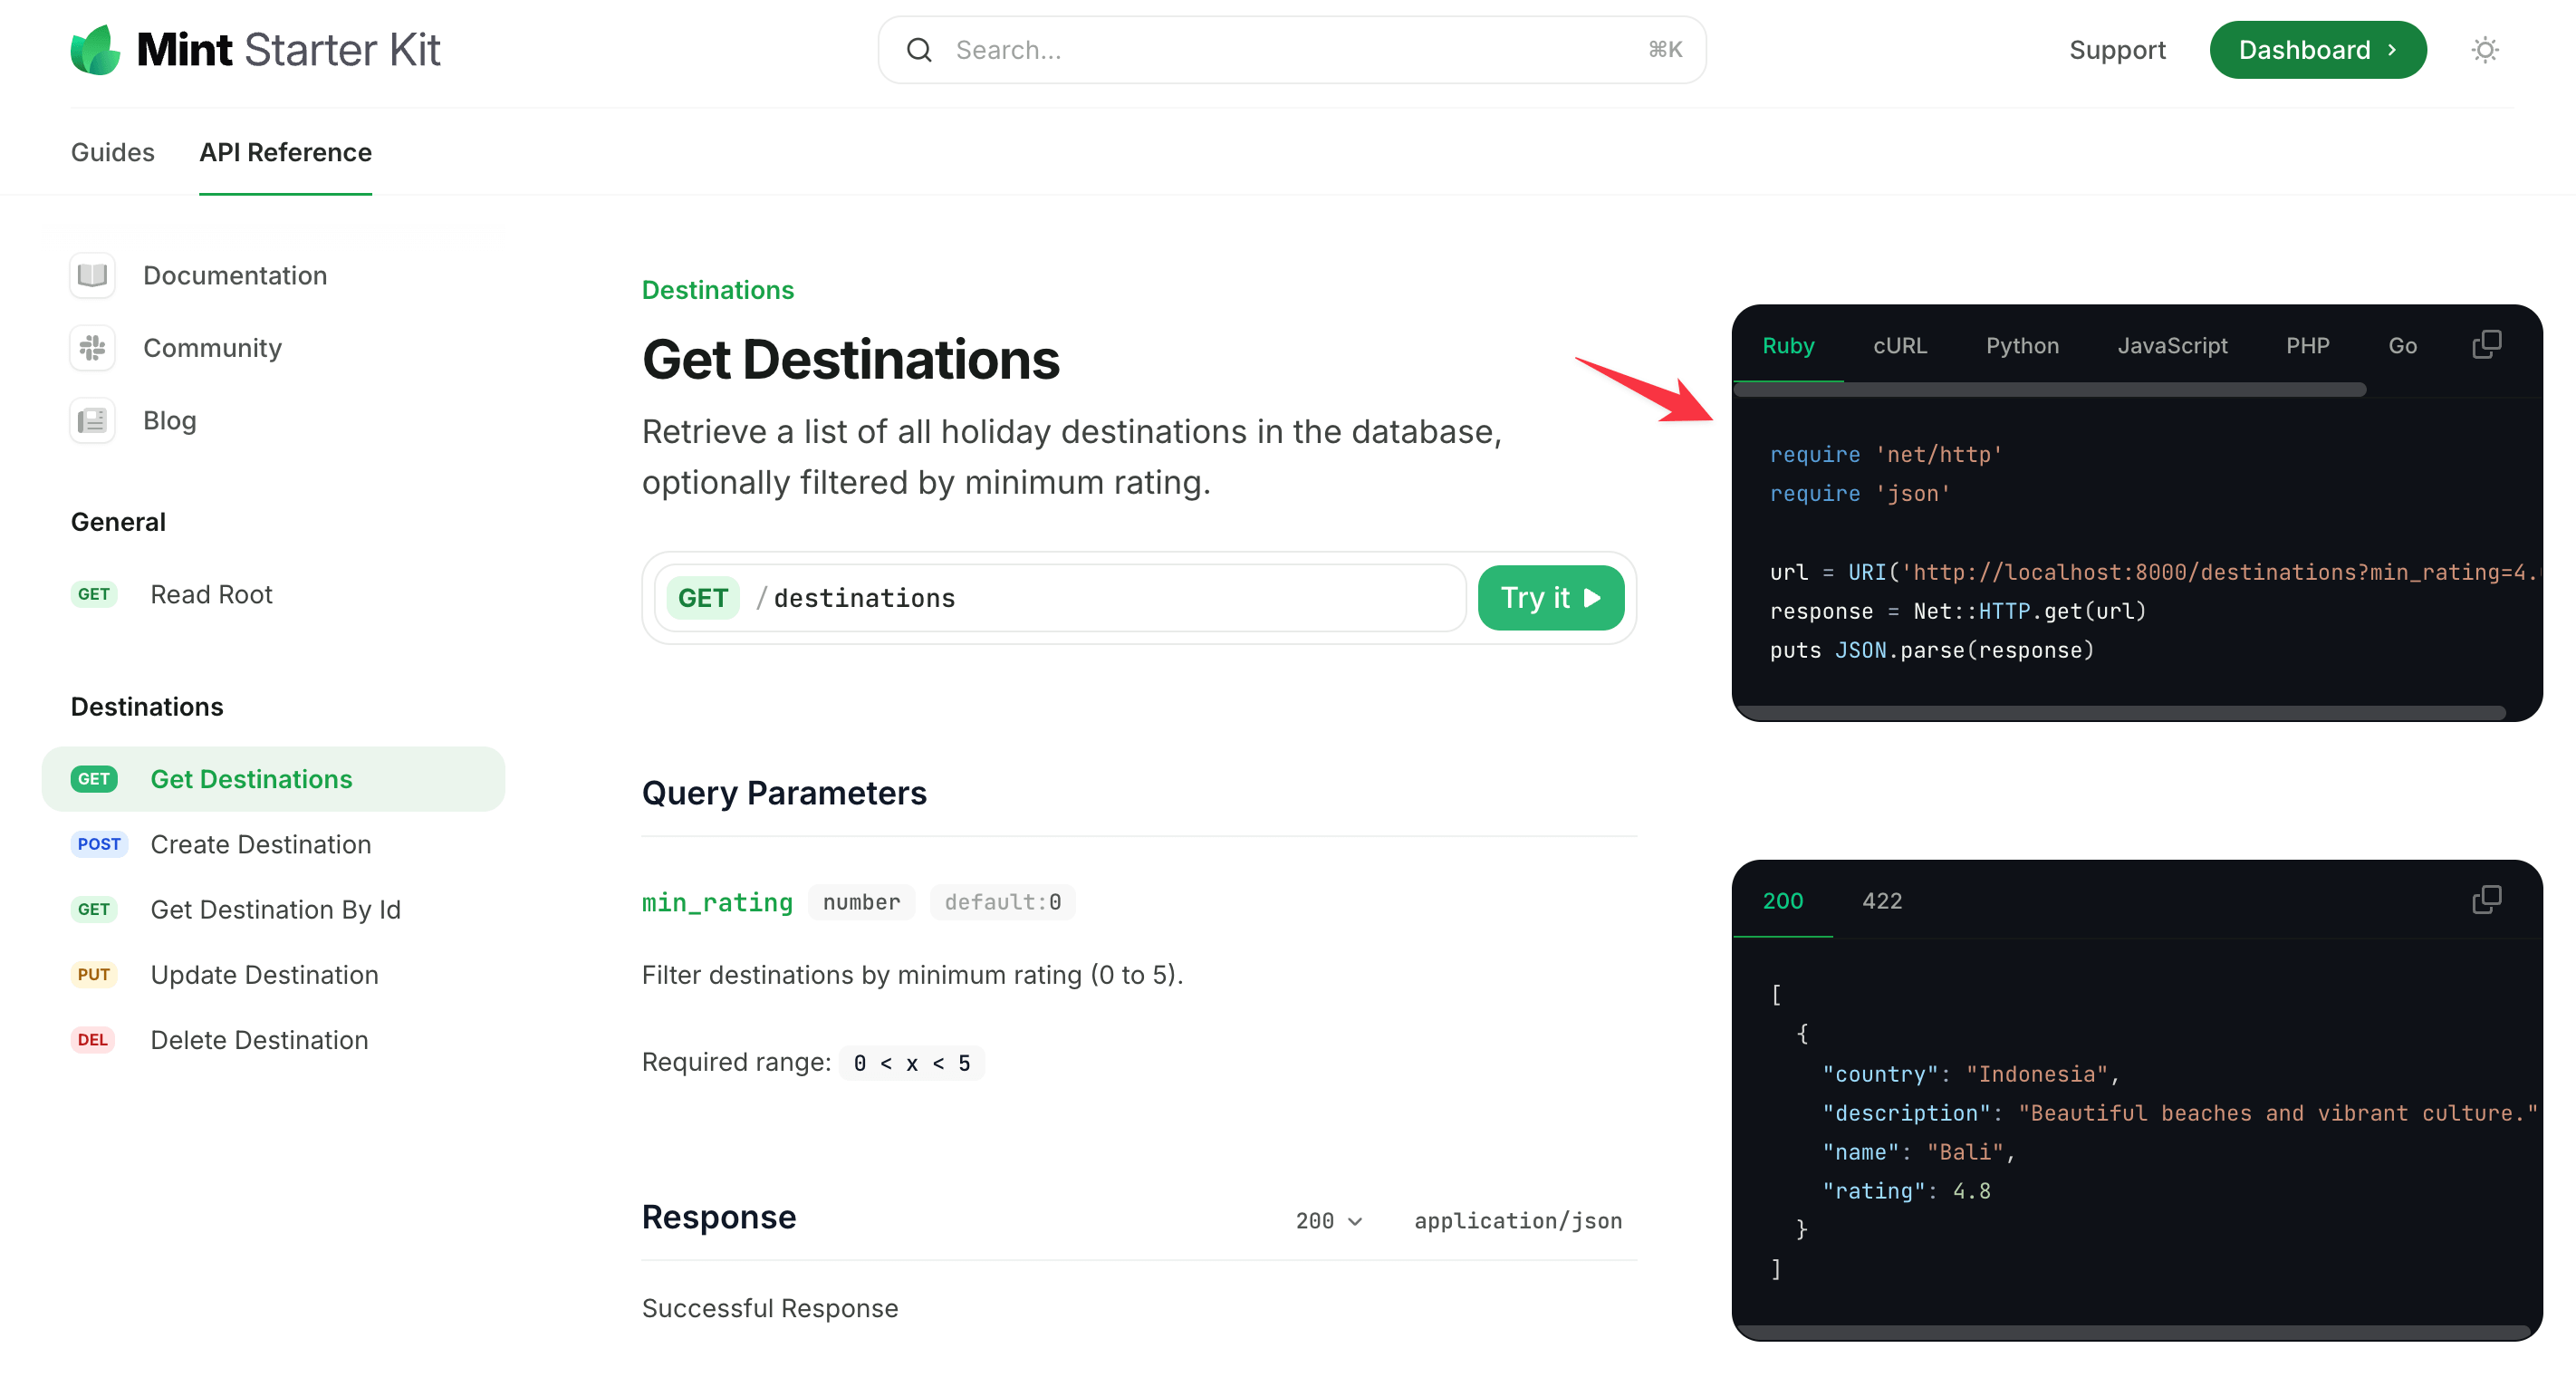 Mint Starter Kit
Search...
⌘K
Support
Dashboard
Guides
API Reference
Documentation
Community
Blog
General
GET Read Root
Destinations
GET Get Destinations
POST Create Destination
GET Get Destination By Id
PUT Update Destination
DEL Delete Destination
Destinations
Get Destinations
Retrieve a list of all holiday destinations in the database,
optionally filtered by minimum rating.
GET /destinations
Try it
Query Parameters
min_rating number default:0
Filter destinations by minimum rating (0 to 5).
Required range: 0 < x < 5
Response 200 application/json
Successful Response
Ruby cURL Python JavaScript PHP Go
require 'net/http'
require 'json'
url = URI('http://localhost:8000/destinations?min_rating=4.
response = Net::HTTP.get(url)
puts JSON.parse(response)
200 422
[
{
"country": "Indonesia",
"description": "Beautiful beaches and vibrant culture."
"name": "Bali",
"rating": 4.8
}
]